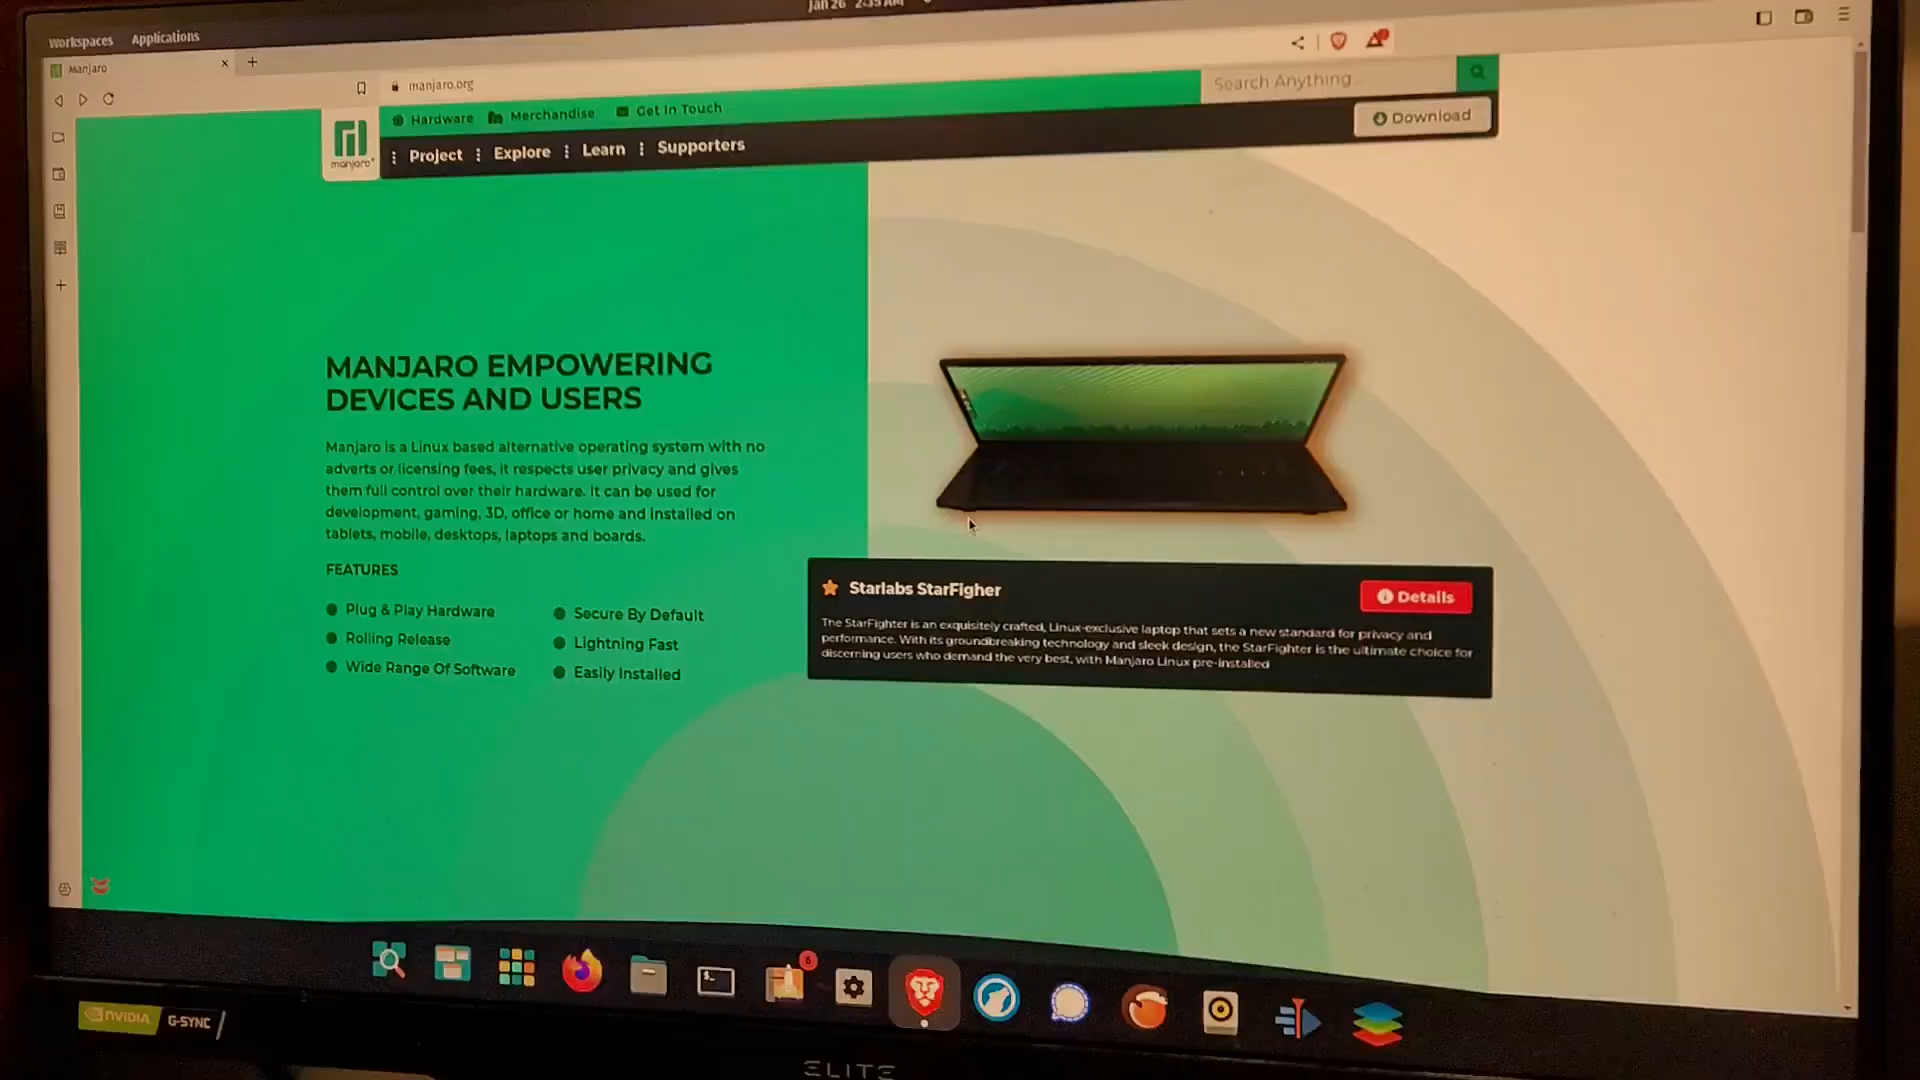 Jan 26 2:35 AM
Workspaces Applications
Manjaro
manjaro.org
Search Anything...
Hardware Merchandise Get In Touch
Download
manjaro
Project Explore Learn Supporters
MANJARO EMPOWERING
DEVICES AND USERS
Manjaro is a Linux based alternative operating system with no
adverts or licensing fees, it respects user privacy and gives
them full control over their hardware. It can be used for
development, gaming, 3D, office or home and installed on
tablets, mobile, desktops, laptops and boards.
FEATURES
Plug & Play Hardware
Rolling Release
Wide Range Of Software
Secure By Default
Lightning Fast
Easily Installed
Starlabs StarFigher
Details
The StarFighter is an exquisitely crafted, Linux-exclusive laptop that sets a new standard for privacy and
performance. With its groundbreaking technology and sleek design, the StarFighter is the ultimate choice for
discerning users who demand the very best, with Manjaro Linux pre-installed
6
NVIDIA G-SYNC
ELITE